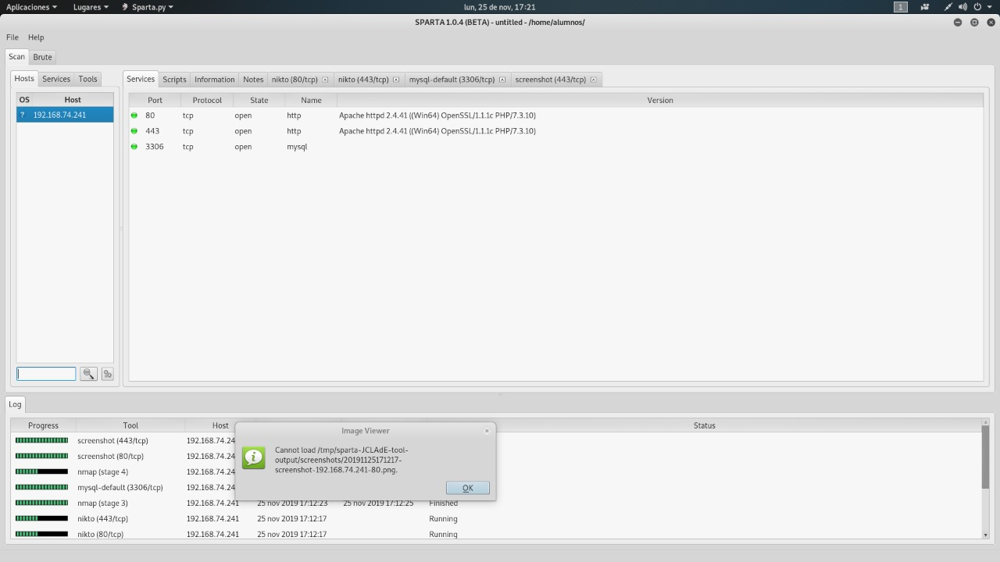 Aplicaciones Lugares Sparta.py lun, 25 de nov, 17:21 1
SPARTA 1.0.4 (BETA) - untitled - /home/alumnos/
File Help
Scan Brute
Hosts Services Tools
OS Host
? 192.168.74.241
Services Scripts Information Notes nikto (80/tcp) nikto (443/tcp) mysql-default (3306/tcp) screenshot (443/tcp)
Port Protocol State Name Version
80 tcp open http Apache httpd 2.4.41 ((Win64) OpenSSL/1.1.1c PHP/7.3.10)
443 tcp open http Apache httpd 2.4.41 ((Win64) OpenSSL/1.1.1c PHP/7.3.10)
3306 tcp open mysql
Log
Progress Tool Host Status
screenshot (443/tcp) 192.168.74.24
screenshot (80/tcp) 192.168.74.24
nmap (stage 4) 192.168.74.24
mysql-default (3306/tcp) 192.168.74.24
nmap (stage 3) 192.168.74.241 25 nov 2019 17:12:23 25 nov 2019 17:12:25 Finished
nikto (443/tcp) 192.168.74.241 25 nov 2019 17:12:17 Running
nikto (80/tcp) 192.168.74.241 25 nov 2019 17:12:17 Running
Image Viewer
Cannot load /tmp/sparta-JCLAdE-tool-
output/screenshots/20191125171217-
screenshot-192.168.74.241-80.png.
OK